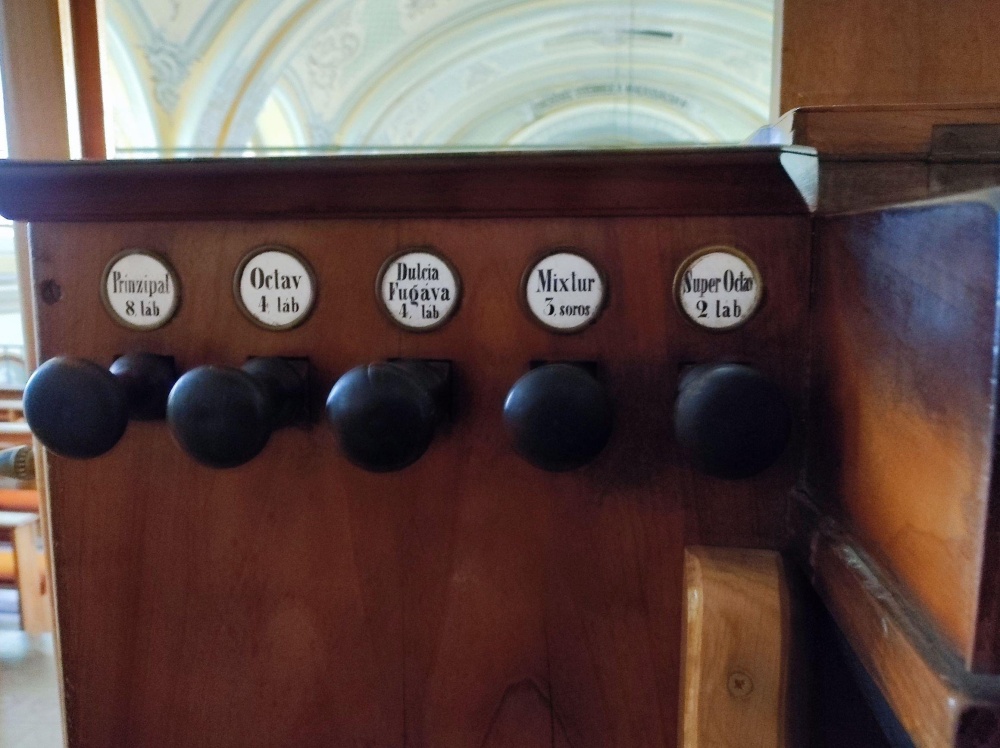 Prinzipal
8, láb
Octav
4 láb
Dulcia
Fugáva
4, láb
Mixtur
3, soros
Super Octav
2 láb,